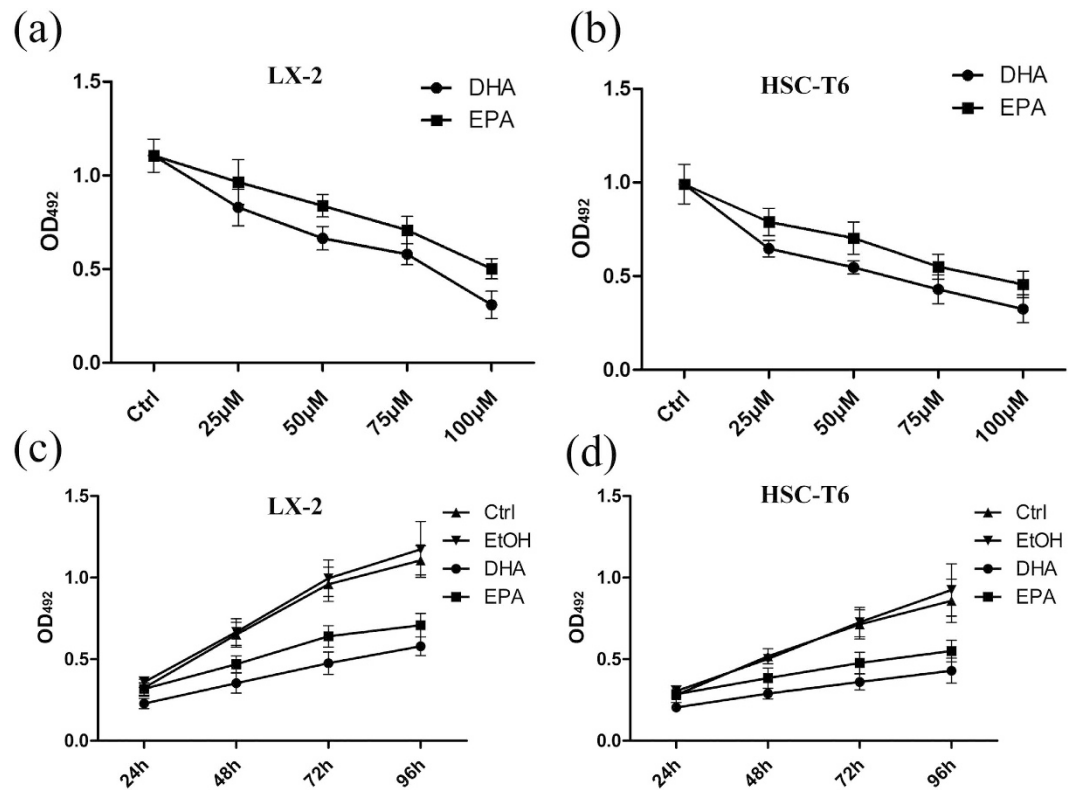 (a)
LX-2
DHA
EPA
OD492
1.5
1.0
0.5
0.0
Ctrl
25µM
50µM
75µM
100µM
(b)
HSC-T6
DHA
EPA
OD492
1.5
1.0
0.5
0.0
Ctrl
25µM
50µM
75µM
100µM
(c)
LX-2
Ctrl
EtOH
DHA
EPA
OD492
1.5
1.0
0.5
0.0
24h
48h
72h
96h
(d)
HSC-T6
Ctrl
EtOH
DHA
EPA
OD492
1.5
1.0
0.5
0.0
24h
48h
72h
96h